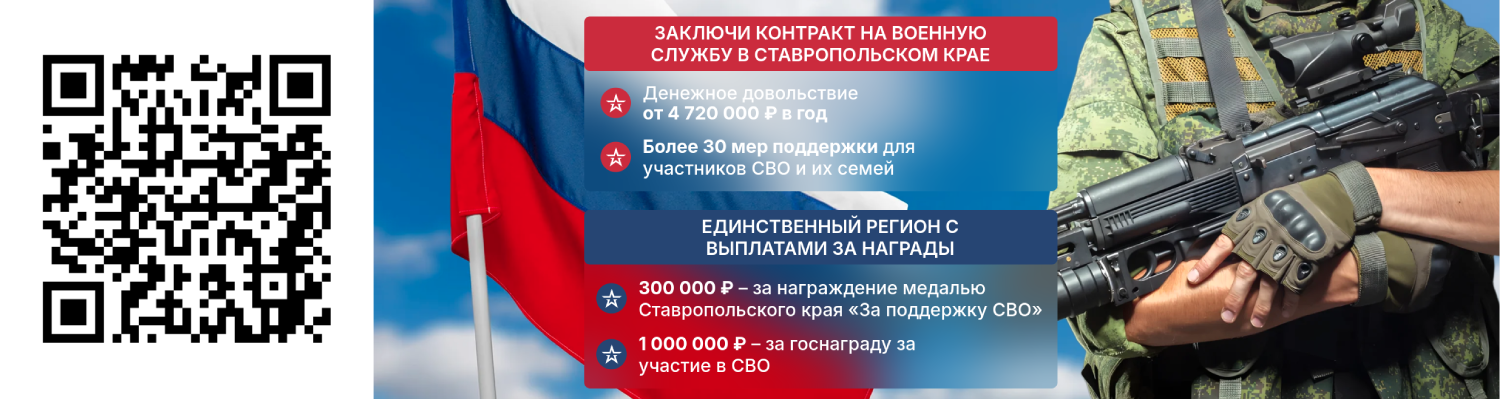 ЗАКЛЮЧИ КОНТРАКТ НА ВОЕННУЮ
СЛУЖБУ В СТАВРОПОЛЬСКОМ КРАЕ
Денежное довольствие
от 4 720 000 ₽ в год
Более 30 мер поддержки для
участников СВО и их семей
ЕДИНСТВЕННЫЙ РЕГИОН С
ВЫПЛАТАМИ ЗА НАГРАДЫ
300 000 ₽ – за награждение медалью
Ставропольского края «За поддержку СВО»
1 000 000 ₽ – за госнаграду за
участие в СВО